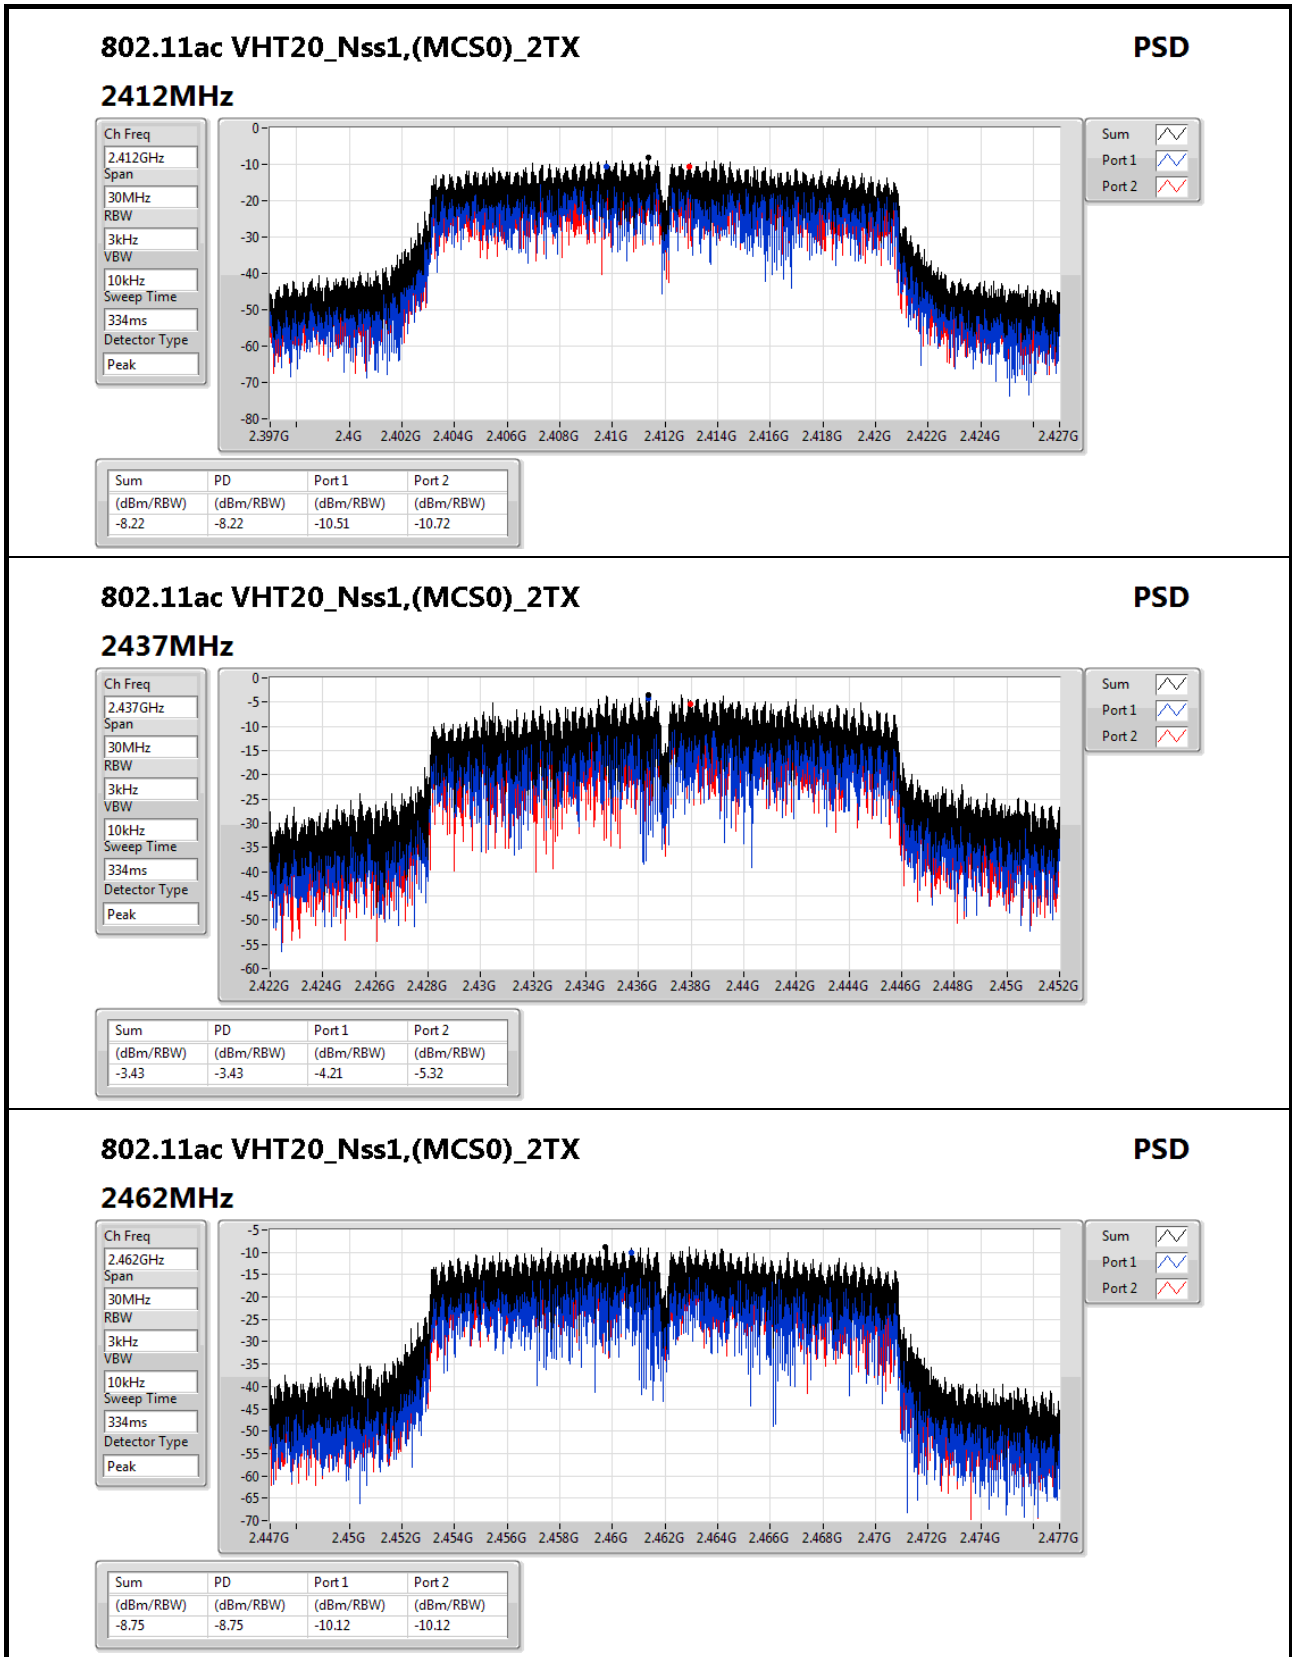 802.11ac VHT20_Nss1,(MCS0)_2TX PSD
2412MHz
Ch Freq
2.412GHz
Span
30MHz
RBW
3kHz
VBW
10kHz
Sweep Time
334ms
Detector Type
Peak
0
-10
-20
-30
-40
-50
-60
-70
-80
2.397G 2.4G 2.402G 2.404G 2.406G 2.408G 2.41G 2.412G 2.414G 2.416G 2.418G 2.42G 2.422G 2.424G 2.427G
Sum
Port 1
Port 2
Sum PD Port 1 Port 2
(dBm/RBW) (dBm/RBW) (dBm/RBW) (dBm/RBW)
-8.22 -8.22 -10.51 -10.72
802.11ac VHT20_Nss1,(MCS0)_2TX PSD
2437MHz
Ch Freq
2.437GHz
Span
30MHz
RBW
3kHz
VBW
10kHz
Sweep Time
334ms
Detector Type
Peak
0
-5
-10
-15
-20
-25
-30
-35
-40
-45
-50
-55
-60
2.422G 2.424G 2.426G 2.428G 2.43G 2.432G 2.434G 2.436G 2.438G 2.44G 2.442G 2.444G 2.446G 2.448G 2.45G 2.452G
Sum
Port 1
Port 2
Sum PD Port 1 Port 2
(dBm/RBW) (dBm/RBW) (dBm/RBW) (dBm/RBW)
-3.43 -3.43 -4.21 -5.32
802.11ac VHT20_Nss1,(MCS0)_2TX PSD
2462MHz
Ch Freq
2.462GHz
Span
30MHz
RBW
3kHz
VBW
10kHz
Sweep Time
334ms
Detector Type
Peak
-5
-10
-15
-20
-25
-30
-35
-40
-45
-50
-55
-60
-65
-70
2.447G 2.45G 2.452G 2.454G 2.456G 2.458G 2.46G 2.462G 2.464G 2.466G 2.468G 2.47G 2.472G 2.474G 2.477G
Sum
Port 1
Port 2
Sum PD Port 1 Port 2
(dBm/RBW) (dBm/RBW) (dBm/RBW) (dBm/RBW)
-8.75 -8.75 -10.12 -10.12